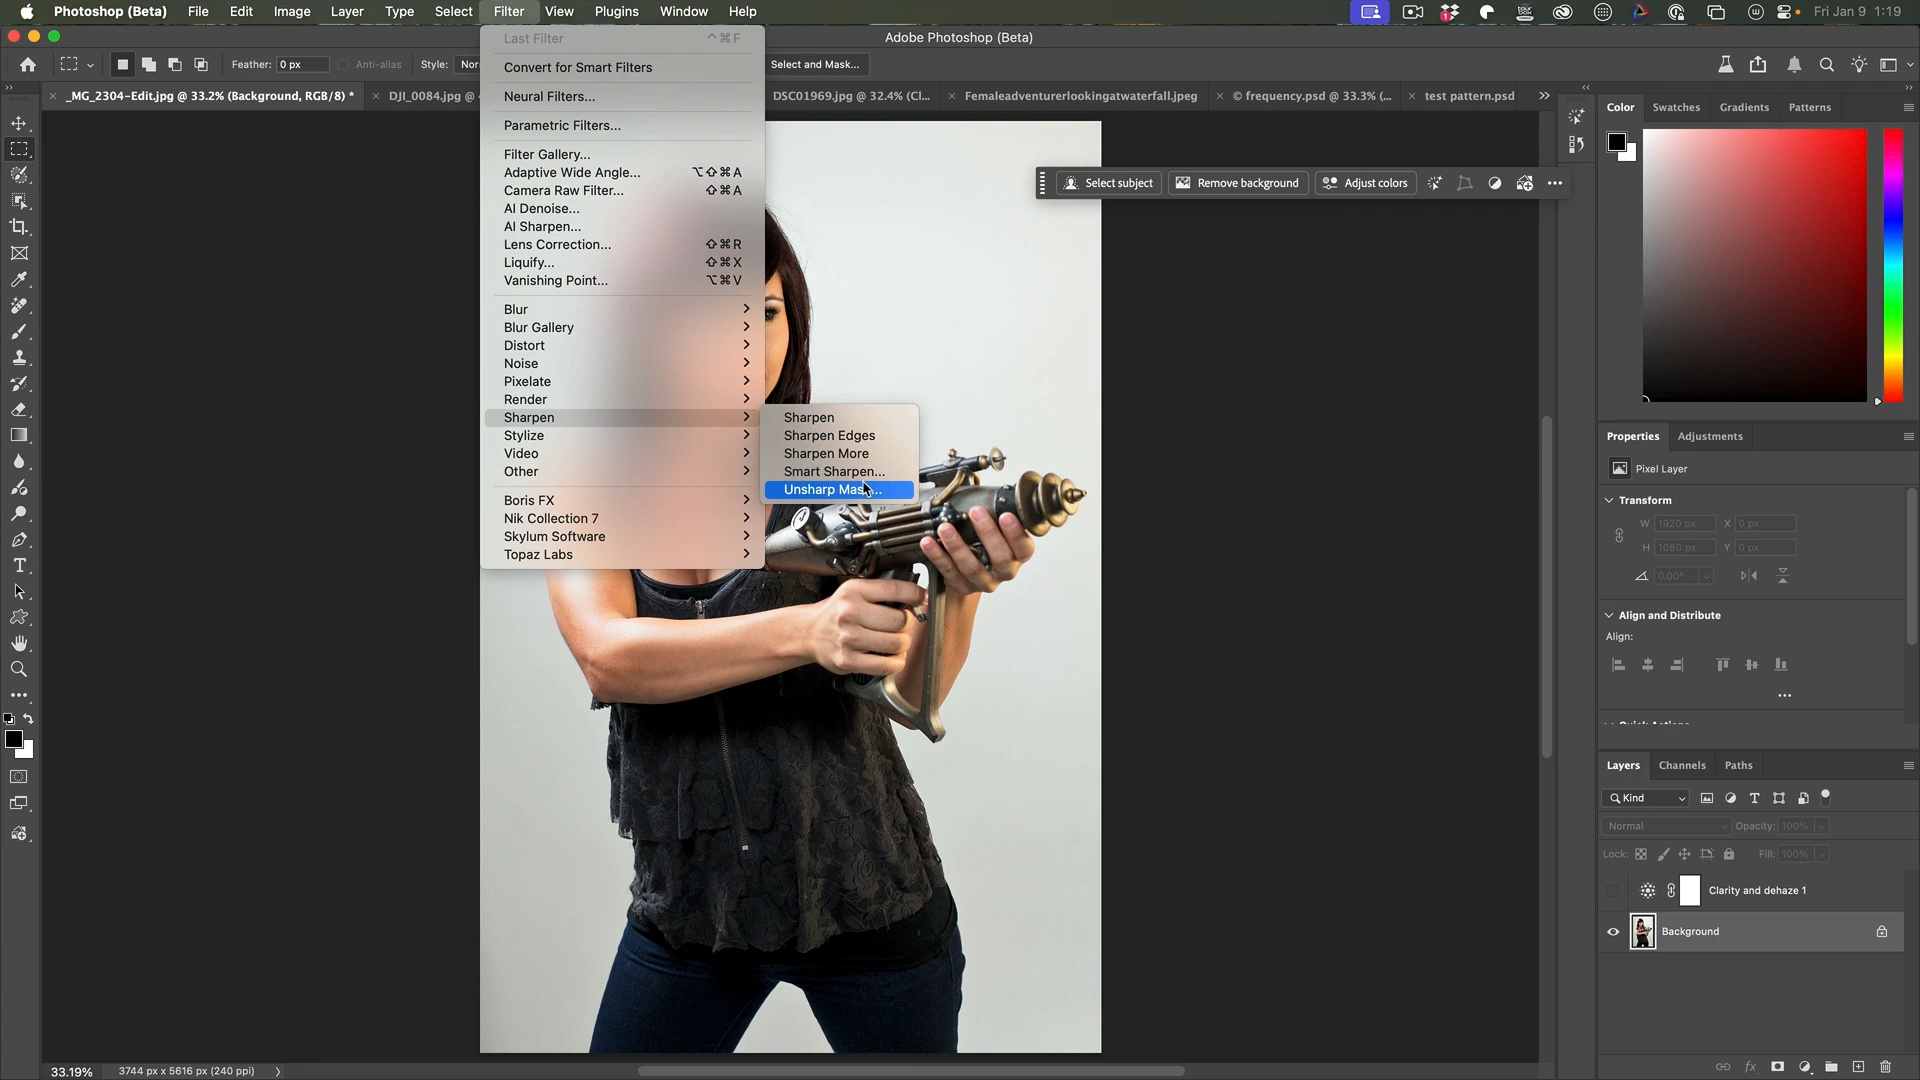 Photoshop (Beta) File Edit Image Layer Type Select Filter View Plugins Window Help Fri Jan 9 1:19
Adobe Photoshop (Beta)
Feather: 0 px Anti-alias Style: Select and Mask...
_MG_2304-Edit.jpg @ 33.2% (Background, RGB/8) * DJI_0084.jpg @ DSC01969.jpg @ 32.4% (Cl... Femaleadventurerlookingatwaterfall.jpeg © frequency.psd @ 33.3% (... test pattern.psd
Last Filter ^⌘F
Convert for Smart Filters
Neural Filters...
Parametric Filters...
Filter Gallery...
Adaptive Wide Angle... ⌥⇧⌘A
Camera Raw Filter... ⇧⌘A
AI Denoise...
AI Sharpen...
Lens Correction... ⇧⌘R
Liquify... ⇧⌘X
Vanishing Point... ⌥⌘V
Blur
Blur Gallery
Distort
Noise
Pixelate
Render
Sharpen
Stylize
Video
Other
Boris FX
Nik Collection 7
Skylum Software
Topaz Labs
Sharpen
Sharpen Edges
Sharpen More
Smart Sharpen...
Unsharp
Select subject Remove background Adjust colors
Color Swatches Gradients Patterns
Properties Adjustments
Pixel Layer
Transform
W 1920 px X 0 px
H 1080 px Y 0 px
0.00°
Align and Distribute
Align:
Layers Channels Paths
Kind
Normal Opacity: 100%
Lock: Fill: 100%
Clarity and dehaze 1
Background
33.19% 3744 px x 5616 px (240 ppi)